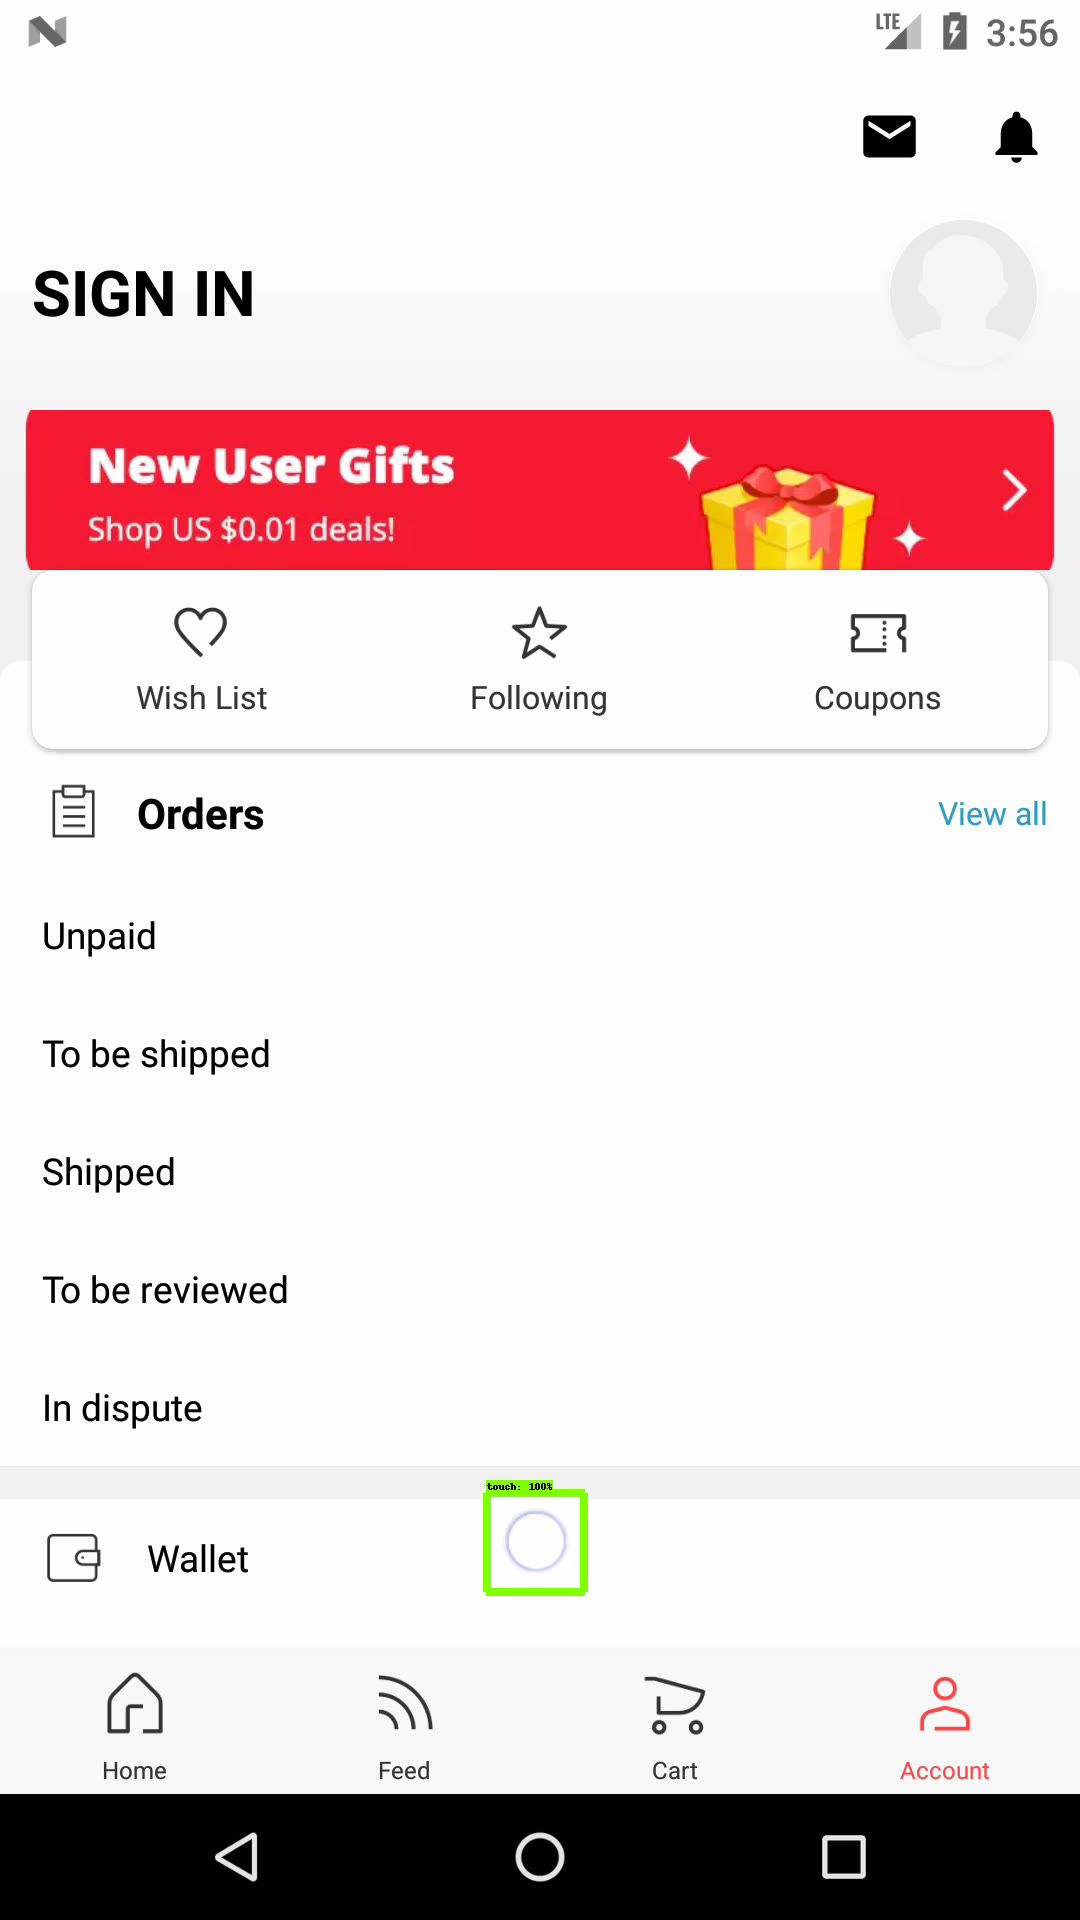 LTE 3:56
SIGN IN
New User Gifts
Shop US $0.01 deals!
Wish List Following Coupons
Orders View all
Unpaid
To be shipped
Shipped
To be reviewed
In dispute
touch: 100%
Wallet
Home Feed Cart Account